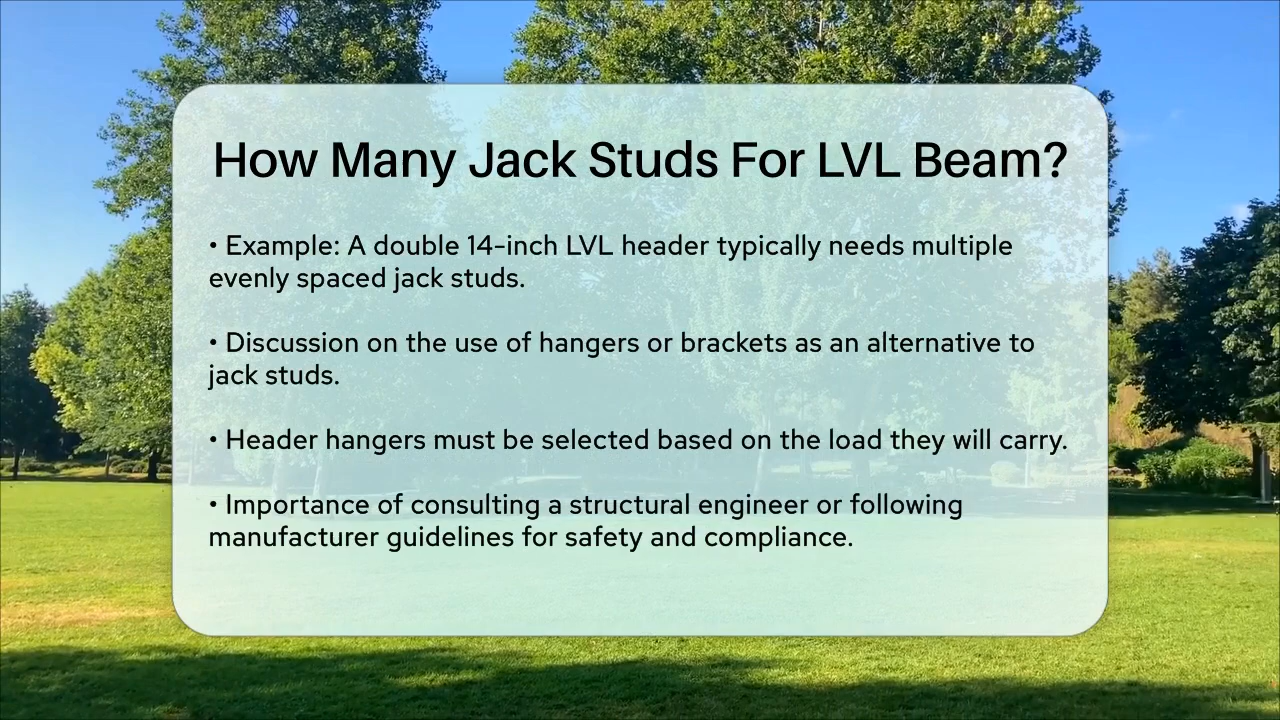 How Many Jack Studs For LVL Beam?
• Example: A double 14-inch LVL header typically needs multiple
evenly spaced jack studs.
• Discussion on the use of hangers or brackets as an alternative to
jack studs.
• Header hangers must be selected based on the load they will carry.
• Importance of consulting a structural engineer or following
manufacturer guidelines for safety and compliance.